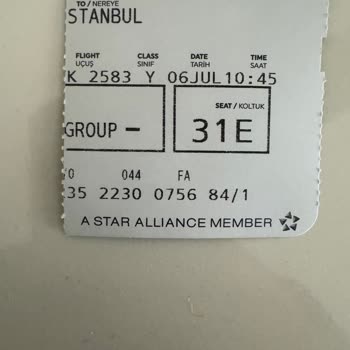 TO / NEREYE
STANBUL
FLIGHT CLASS DATE TIME
UÇUŞ SINIF TARİH SAAT
K 2583 Y 06JUL 10:45
SEAT / KOLTUK
GROUP - 31E
0 044 FA
35 2230 0756 84/1
A STAR ALLIANCE MEMBER